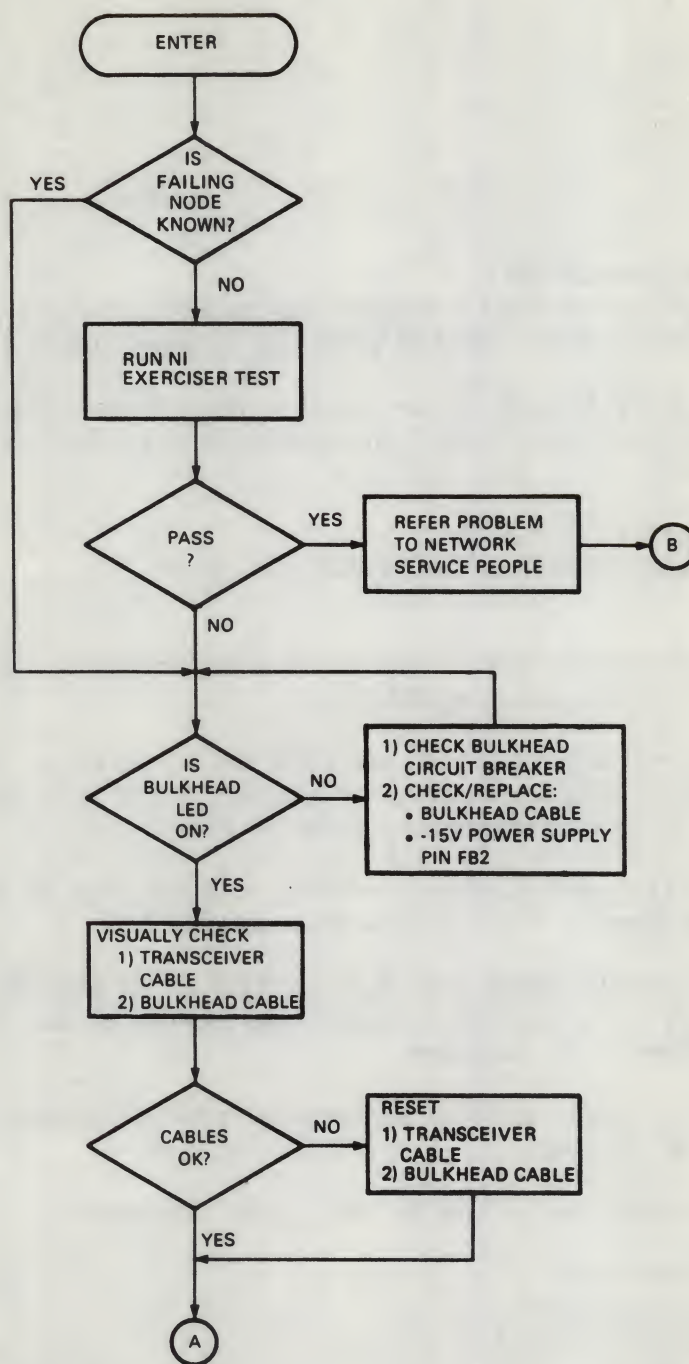 ENTER
IS
FAILING
NODE
KNOWN?
YES
NO
RUN NI
EXERCISER TEST
PASS
?
YES
REFER PROBLEM
TO NETWORK
SERVICE PEOPLE
B
NO
IS
BULKHEAD
LED
ON?
NO
1) CHECK BULKHEAD
CIRCUIT BREAKER
2) CHECK/REPLACE:
• BULKHEAD CABLE
• -15V POWER SUPPLY
PIN FB2
YES
VISUALLY CHECK
1) TRANSCEIVER
CABLE
2) BULKHEAD CABLE
CABLES
OK?
NO
RESET
1) TRANSCEIVER
CABLE
2) BULKHEAD CABLE
YES
A